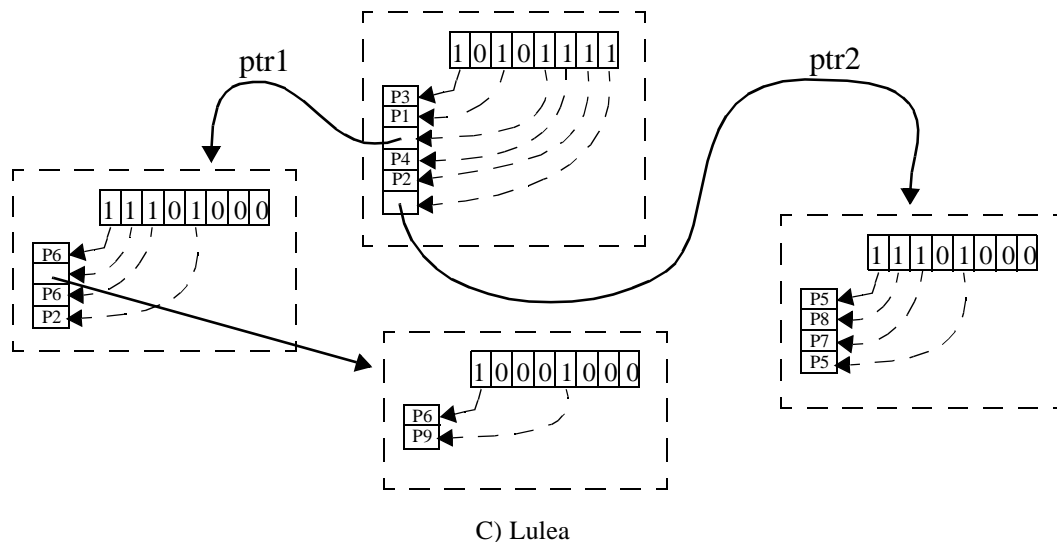 ptr1
ptr2
1 0 1 0 1 1 1 1
P3
P1
P4
P2
1 1 1 0 1 0 0 0
P6
P6
P2
1 1 1 0 1 0 0 0
P5
P8
P7
P5
1 0 0 0 1 0 0 0
P6
P9
C) Lulea